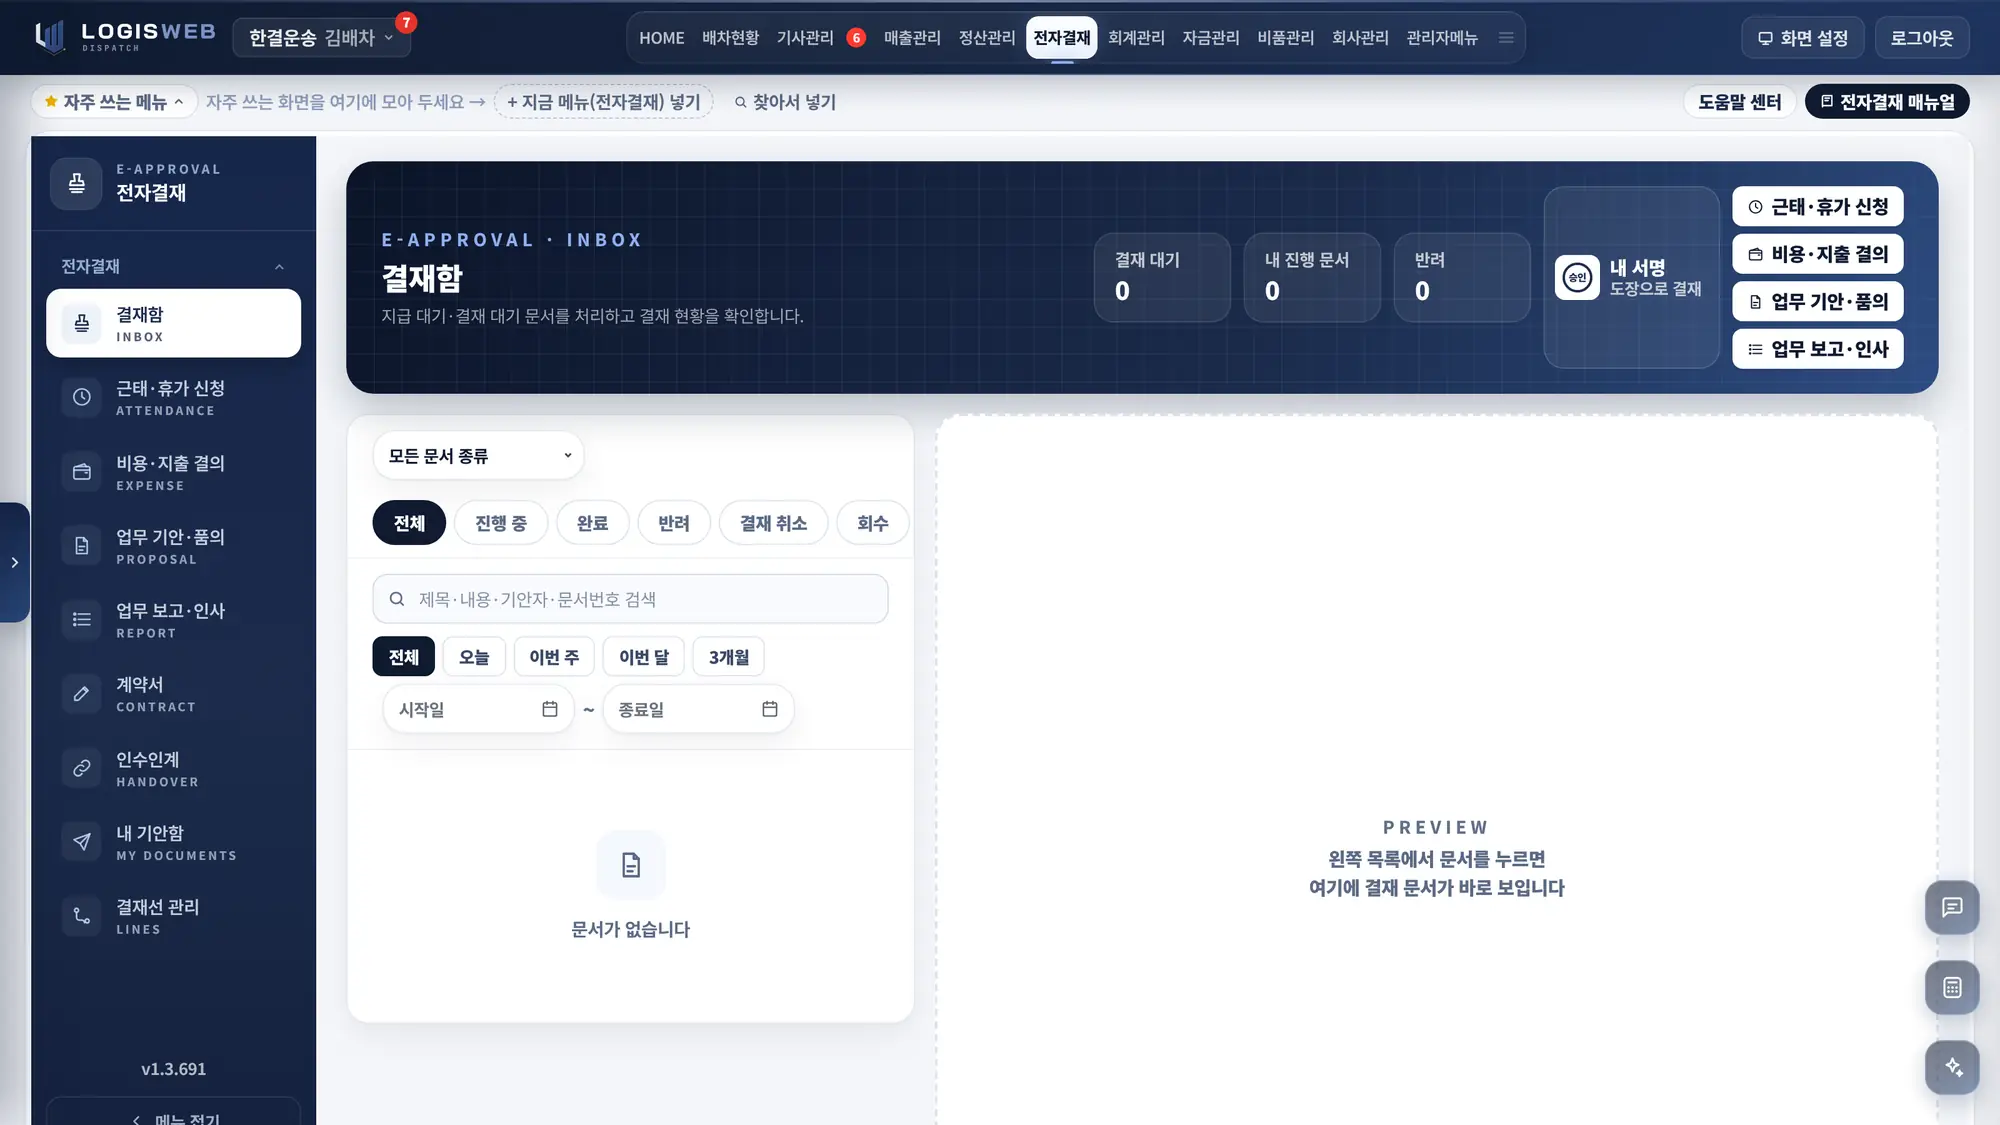 LOGISWEB
DISPATCH
한결운송 김배차
7
HOME
배차현황
기사관리
6
매출관리
정산관리
전자결재
회계관리
자금관리
비품관리
회사관리
관리자메뉴
화면 설정
로그아웃
자주 쓰는 메뉴
자주 쓰는 화면을 여기에 모아 두세요 →
+ 지금 메뉴(전자결재) 넣기
찾아서 넣기
도움말 센터
전자결재 매뉴얼
E-APPROVAL
전자결재
전자결재
결재함
INBOX
근태·휴가 신청
ATTENDANCE
비용·지출 결의
EXPENSE
업무 기안·품의
PROPOSAL
업무 보고·인사
REPORT
계약서
CONTRACT
인수인계
HANDOVER
내 기안함
MY DOCUMENTS
결재선 관리
LINES
v1.3.691
메뉴 접기
E-APPROVAL · INBOX
결재함
지급 대기·결재 대기 문서를 처리하고 결재 현황을 확인합니다.
결재 대기
0
내 진행 문서
0
반려
0
승인
내 서명
도장으로 결재
근태·휴가 신청
비용·지출 결의
업무 기안·품의
업무 보고·인사
모든 문서 종류
전체
진행 중
완료
반려
결재 취소
회수
제목·내용·기안자·문서번호 검색
전체
오늘
이번 주
이번 달
3개월
시작일
~
종료일
문서가 없습니다
PREVIEW
왼쪽 목록에서 문서를 누르면
여기에 결재 문서가 바로 보입니다